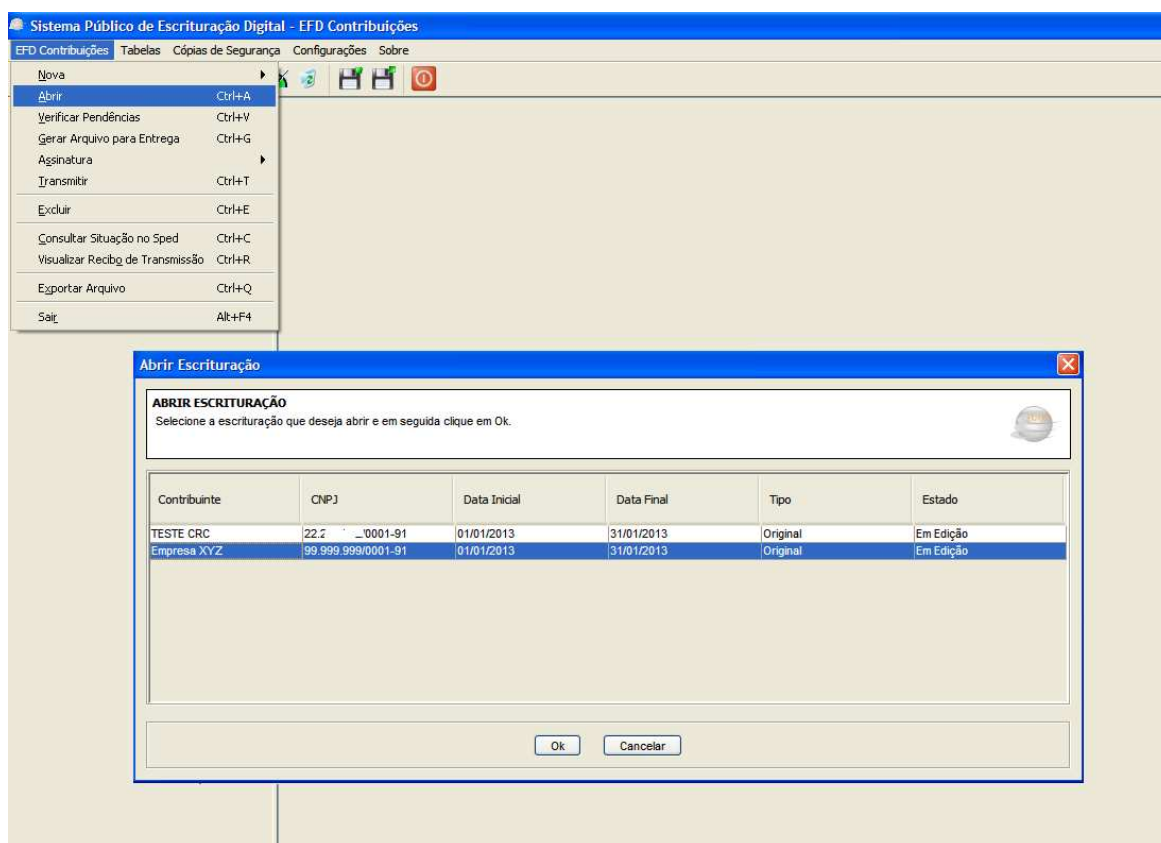 Sistema Público de Escrituração Digital - EFD Contribuições
EFD Contribuições Tabelas Cópias de Segurança Configurações Sobre
Nova
Abrir Ctrl+A
Verificar Pendências Ctrl+V
Gerar Arquivo para Entrega Ctrl+G
Assinatura
Transmitir Ctrl+T
Excluir Ctrl+E
Consultar Situação no Sped Ctrl+C
Visualizar Recibo de Transmissão Ctrl+R
Exportar Arquivo Ctrl+Q
Sair Alt+F4
Abrir Escrituração
ABRIR ESCRITURAÇÃO
Selecione a escrituração que deseja abrir e em seguida clique em Ok.
Contribuinte CNPJ Data Inicial Data Final Tipo Estado
TESTE CRC 22.2 /0001-91 01/01/2013 31/01/2013 Original Em Edição
Empresa XYZ 99.999.999/0001-91 01/01/2013 31/01/2013 Original Em Edição
Ok Cancelar